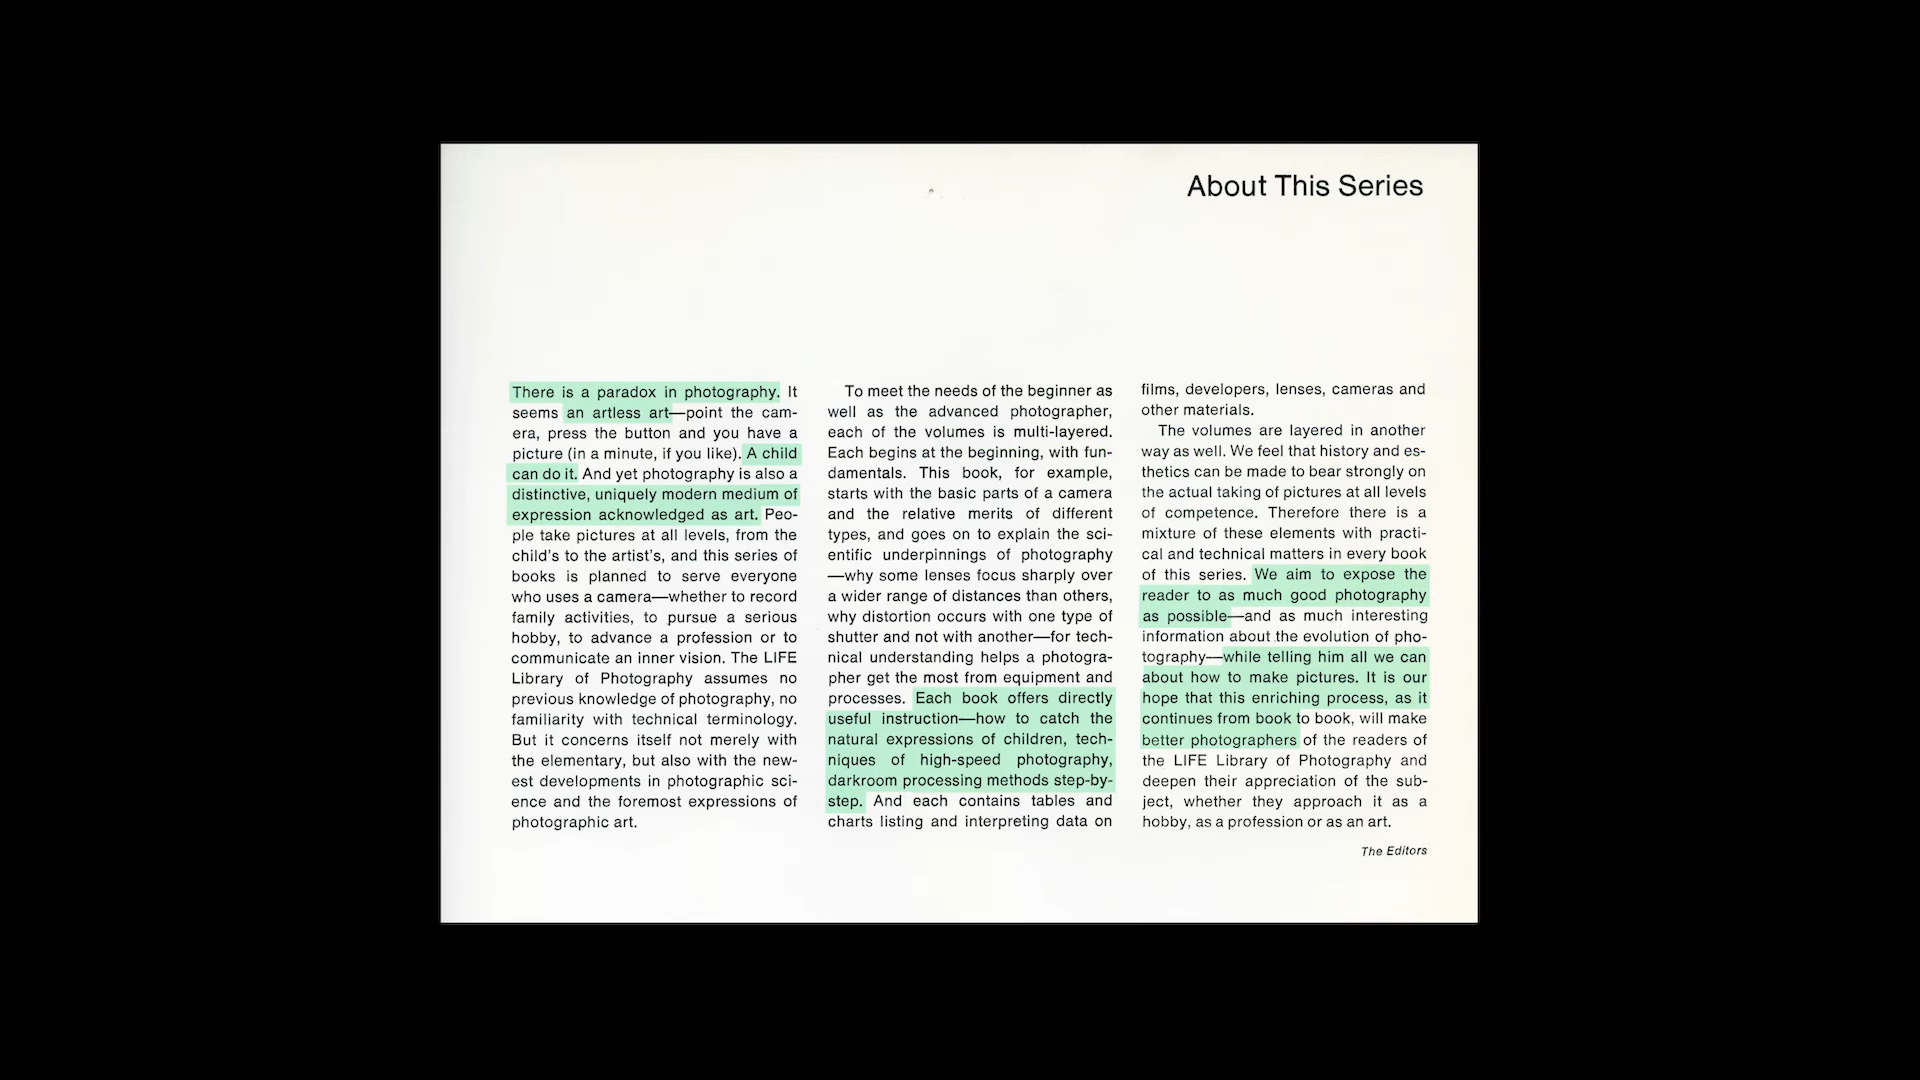 About This Series
There is a paradox in photography. It
seems an artless art—point the cam-
era, press the button and you have a
picture (in a minute, if you like). A child
can do it. And yet photography is also a
distinctive, uniquely modern medium of
expression acknowledged as art. Peo-
ple take pictures at all levels, from the
child's to the artist's, and this series of
books is planned to serve everyone
who uses a camera—whether to record
family activities, to pursue a serious
hobby, to advance a profession or to
communicate an inner vision. The LIFE
Library of Photography assumes no
previous knowledge of photography, no
familiarity with technical terminology.
But it concerns itself not merely with
the elementary, but also with the new-
est developments in photographic sci-
ence and the foremost expressions of
photographic art.
To meet the needs of the beginner as
well as the advanced photographer,
each of the volumes is multi-layered.
Each begins at the beginning, with fun-
damentals. This book, for example,
starts with the basic parts of a camera
and the relative merits of different
types, and goes on to explain the sci-
entific underpinnings of photography
—why some lenses focus sharply over
a wider range of distances than others,
why distortion occurs with one type of
shutter and not with another—for tech-
nical understanding helps a photogra-
pher get the most from equipment and
processes. Each book offers directly
useful instruction—how to catch the
natural expressions of children, tech-
niques of high-speed photography,
darkroom processing methods step-by-
step. And each contains tables and
charts listing and interpreting data on
films, developers, lenses, cameras and
other materials.
The volumes are layered in another
way as well. We feel that history and es-
thetics can be made to bear strongly on
the actual taking of pictures at all levels
of competence. Therefore there is a
mixture of these elements with practi-
cal and technical matters in every book
of this series. We aim to expose the
reader to as much good photography
as possible—and as much interesting
information about the evolution of pho-
tography—while telling him all we can
about how to make pictures. It is our
hope that this enriching process, as it
continues from book to book, will make
better photographers of the readers of
the LIFE Library of Photography and
deepen their appreciation of the sub-
ject, whether they approach it as a
hobby, as a profession or as an art.
The Editors